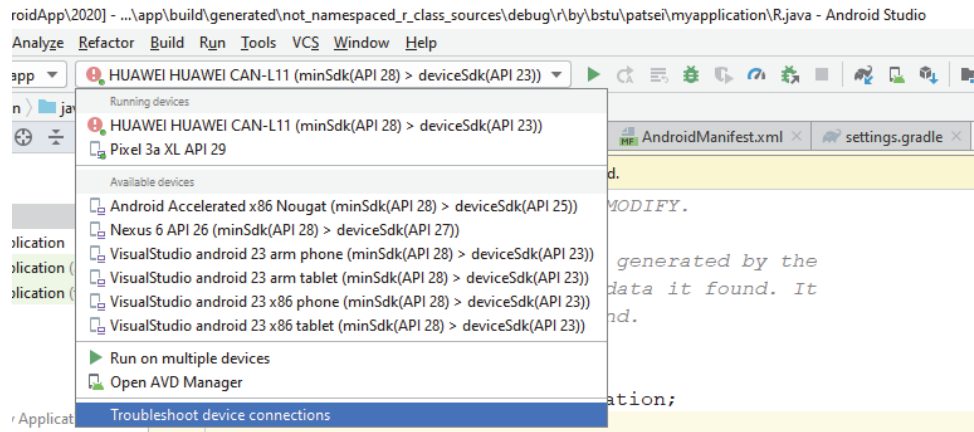 roidApp\2020] - ...\app\build\generated\not_namespaced_r_class_sources\debug\r\by\bstu\patsei\myapplication\R.java - Android Studio
Analyze Refactor Build Run Tools VCS Window Help
app HUAWEI HUAWEI CAN-L11 (minSdk(API 28) > deviceSdk(API 23))
n jav
Running devices
HUAWEI HUAWEI CAN-L11 (minSdk(API 28) > deviceSdk(API 23))
AndroidManifest.xml settings.gradle
Pixel 3a XL API 29
d.
Available devices
Android Accelerated x86 Nougat (minSdk(API 28) > deviceSdk(API 25))
MODIFY.
Nexus 6 API 26 (minSdk(API 28) > deviceSdk(API 27))
plication
VisualStudio android 23 arm phone (minSdk(API 28) > deviceSdk(API 23))
generated by the
plication (
VisualStudio android 23 arm tablet (minSdk(API 28) > deviceSdk(API 23))
data it found. It
plication (
VisualStudio android 23 x86 phone (minSdk(API 28) > deviceSdk(API 23))
nd.
VisualStudio android 23 x86 tablet (minSdk(API 28) > deviceSdk(API 23))
Run on multiple devices
Open AVD Manager
ation;
y Applicat
Troubleshoot device connections